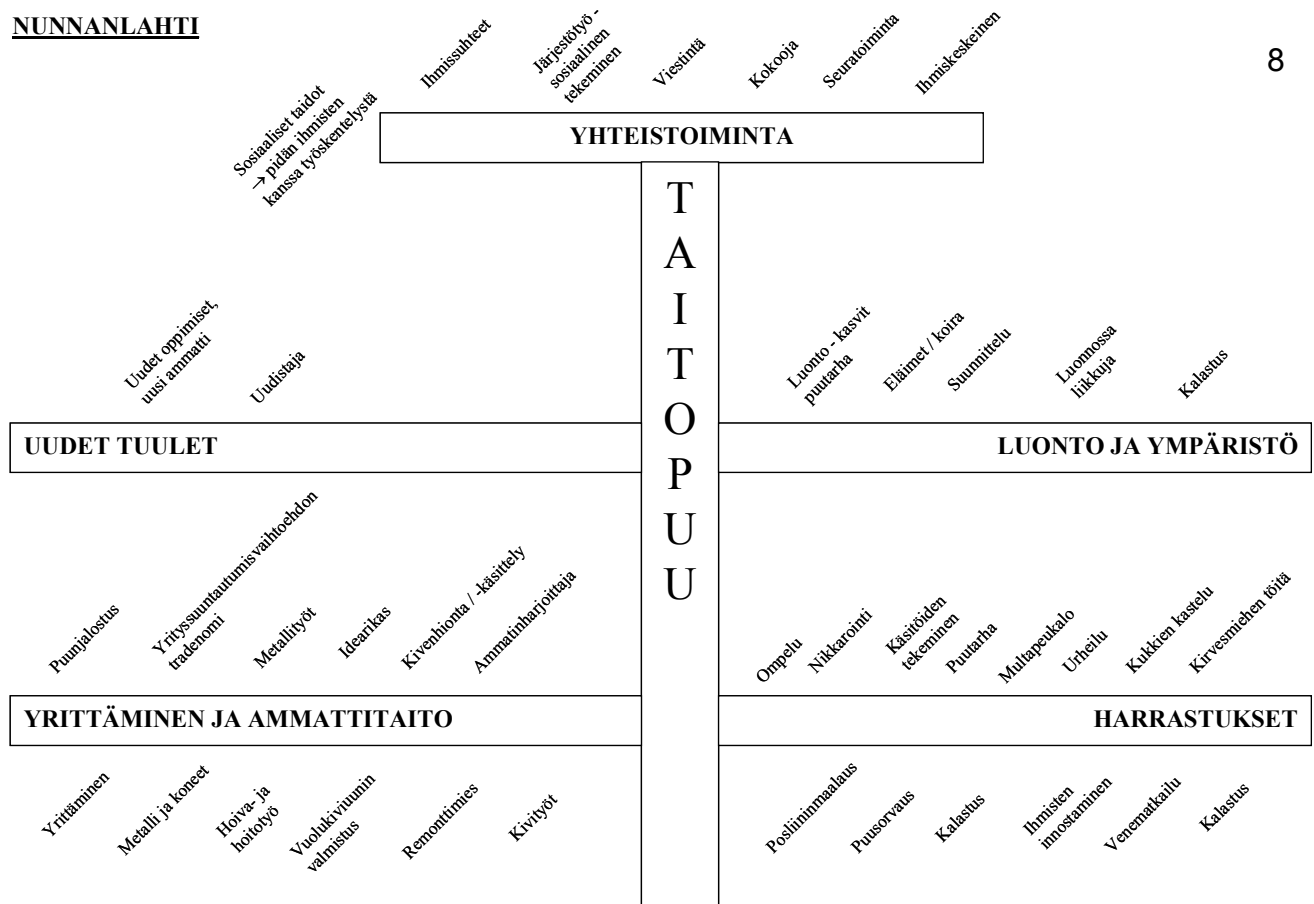 NUNNANLAHTI
8
Sosiaaliset taidot
→ pidän ihmisten
kanssa työskentelystä
Ihmissuhteet
Järjestötyö -
sosiaalinen
tekeminen
Viestintä
Kokooja
Seuratoiminta
Ihmiskeskeinen
YHTEISTOIMINTA
TAITOPUU
Uudet oppimiset,
uusi ammatti
Uudistaja
Luonto - kasvit
puutarha
Eläimet / koira
Suunnittelu
Luonnossa
liikkuja
Kalastus
UUDET TUULET
LUONTO JA YMPÄRISTÖ
Puunjalostus
Yrityssuuntautumisvaihtoehdon
tradenomi
Metallityöt
Idearikas
Kivenhionta / -käsittely
Ammatinharjoittaja
Ompelu
Nikkarointi
Käsitöiden
tekeminen
Puutarha
Multapeukalo
Urheilu
Kukkien kastelu
Kirvesmiehen töitä
YRITTÄMINEN JA AMMATTITAITO
HARRASTUKSET
Yrittäminen
Metalli ja koneet
Hoiva- ja
hoitotyö
Vuolukiviuunin
valmistus
Remonttimies
Kivityöt
Posliininmaalaus
Puusorvaus
Kalastus
Ihmisten
innostaminen
Venematkailu
Kalastus